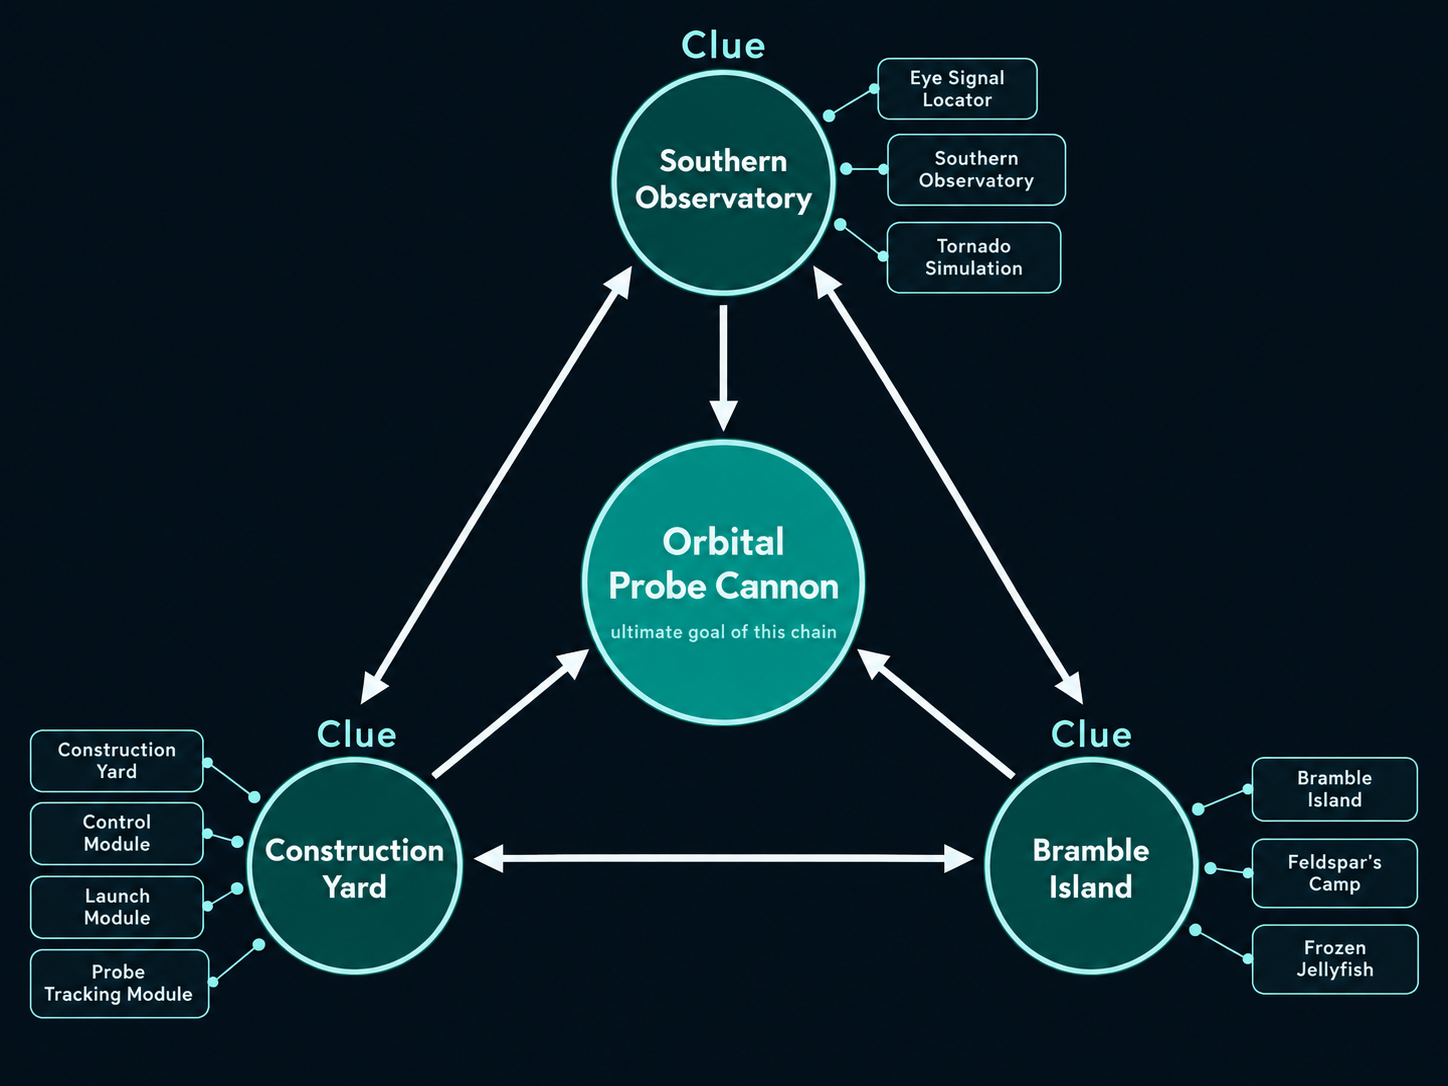 Clue
Southern
Observatory
Eye Signal
Locator
Southern
Observatory
Tornado
Simulation
Orbital
Probe Cannon
ultimate goal of this chain
Clue
Construction
Yard
Construction
Yard
Control
Module
Launch
Module
Probe
Tracking Module
Clue
Bramble
Island
Bramble
Island
Feldspar's
Camp
Frozen
Jellyfish